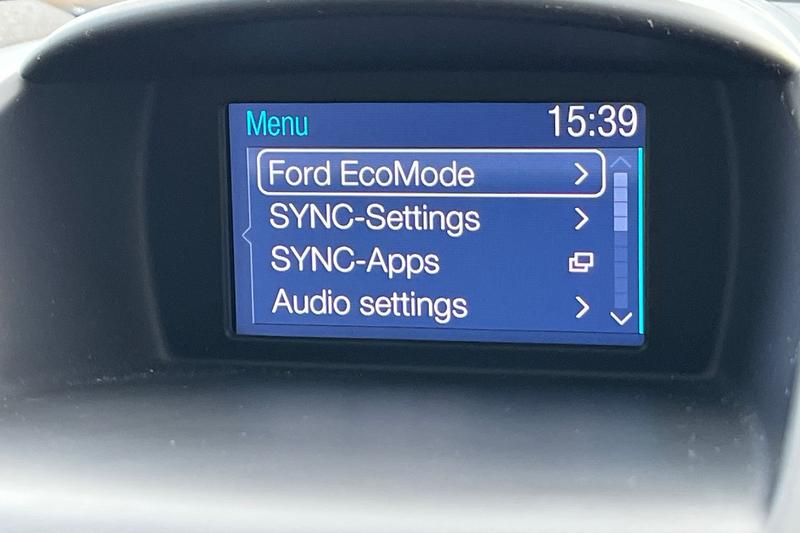 Menu 15:39
Ford EcoMode
SYNC-Settings
SYNC-Apps
Audio settings